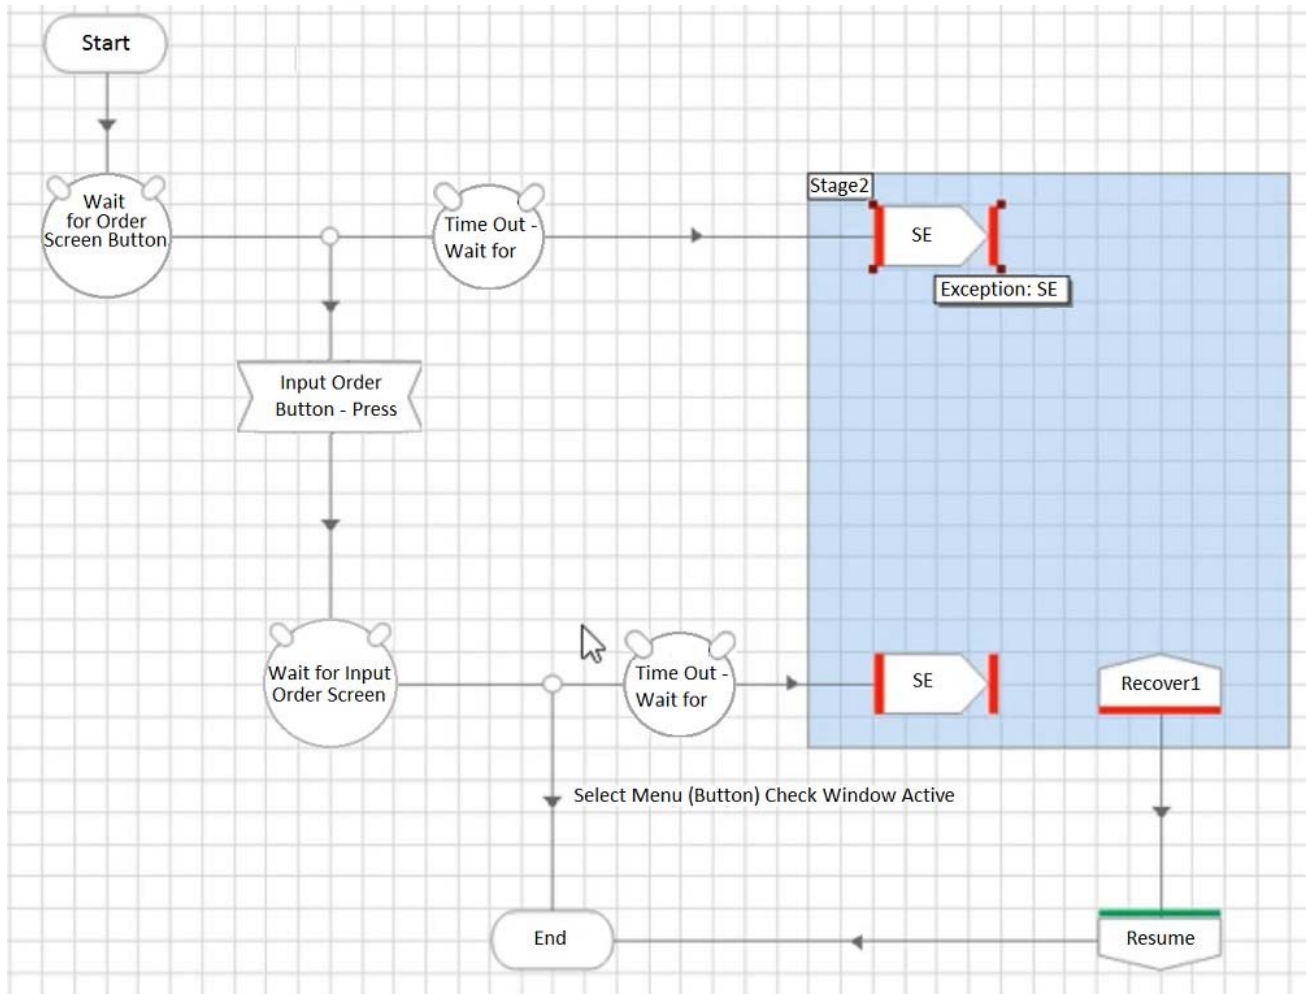 Start
Wait
for Order
Screen Button
Time Out -
Wait for
Stage2
SE
Exception: SE
Input Order
Button - Press
Wait for Input
Order Screen
Time Out -
Wait for
SE
Recover1
Select Menu (Button) Check Window Active
End
Resume